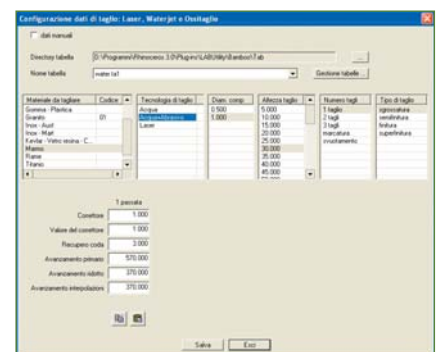 Configurazione dati di taglio: Laser, Waterjet e Ossitaglio
dati manuali
Directory tabella
D:\Programmi\Rhinoceros 3.0\Plug-ins\LABUtility\Bamboo\Tab
...
Nome tabella
water.ta1
Gestione tabelle ...
Materiale da tagliare Codice
Gomma - Plastica
Granito 01
Inox - Aust
Inox - Mart
Kevlar - Vetro resina - C...
Marmo
Rame
Titanio
Tecnologia di taglio
Acqua
Acqua+Abrasivo
Laser
Diam. comp.
0.500
1.000
Altezza taglio
5.000
10.000
15.000
20.000
25.000
30.000
35.000
40.000
45.000
Numero tagli
1 taglio
2 tagli
3 tagli
marcatura
svuotamento
Tipo di taglio
sgrossatura
semifinitura
finitura
superfinitura
1 passata
Correttore 1.000
Valore del correttore 1.000
Recupero coda 3.000
Avanzamento primario 570.000
Avanzamento ridotto 370.000
Avanzamento interpolazioni 370.000
Salva Esci